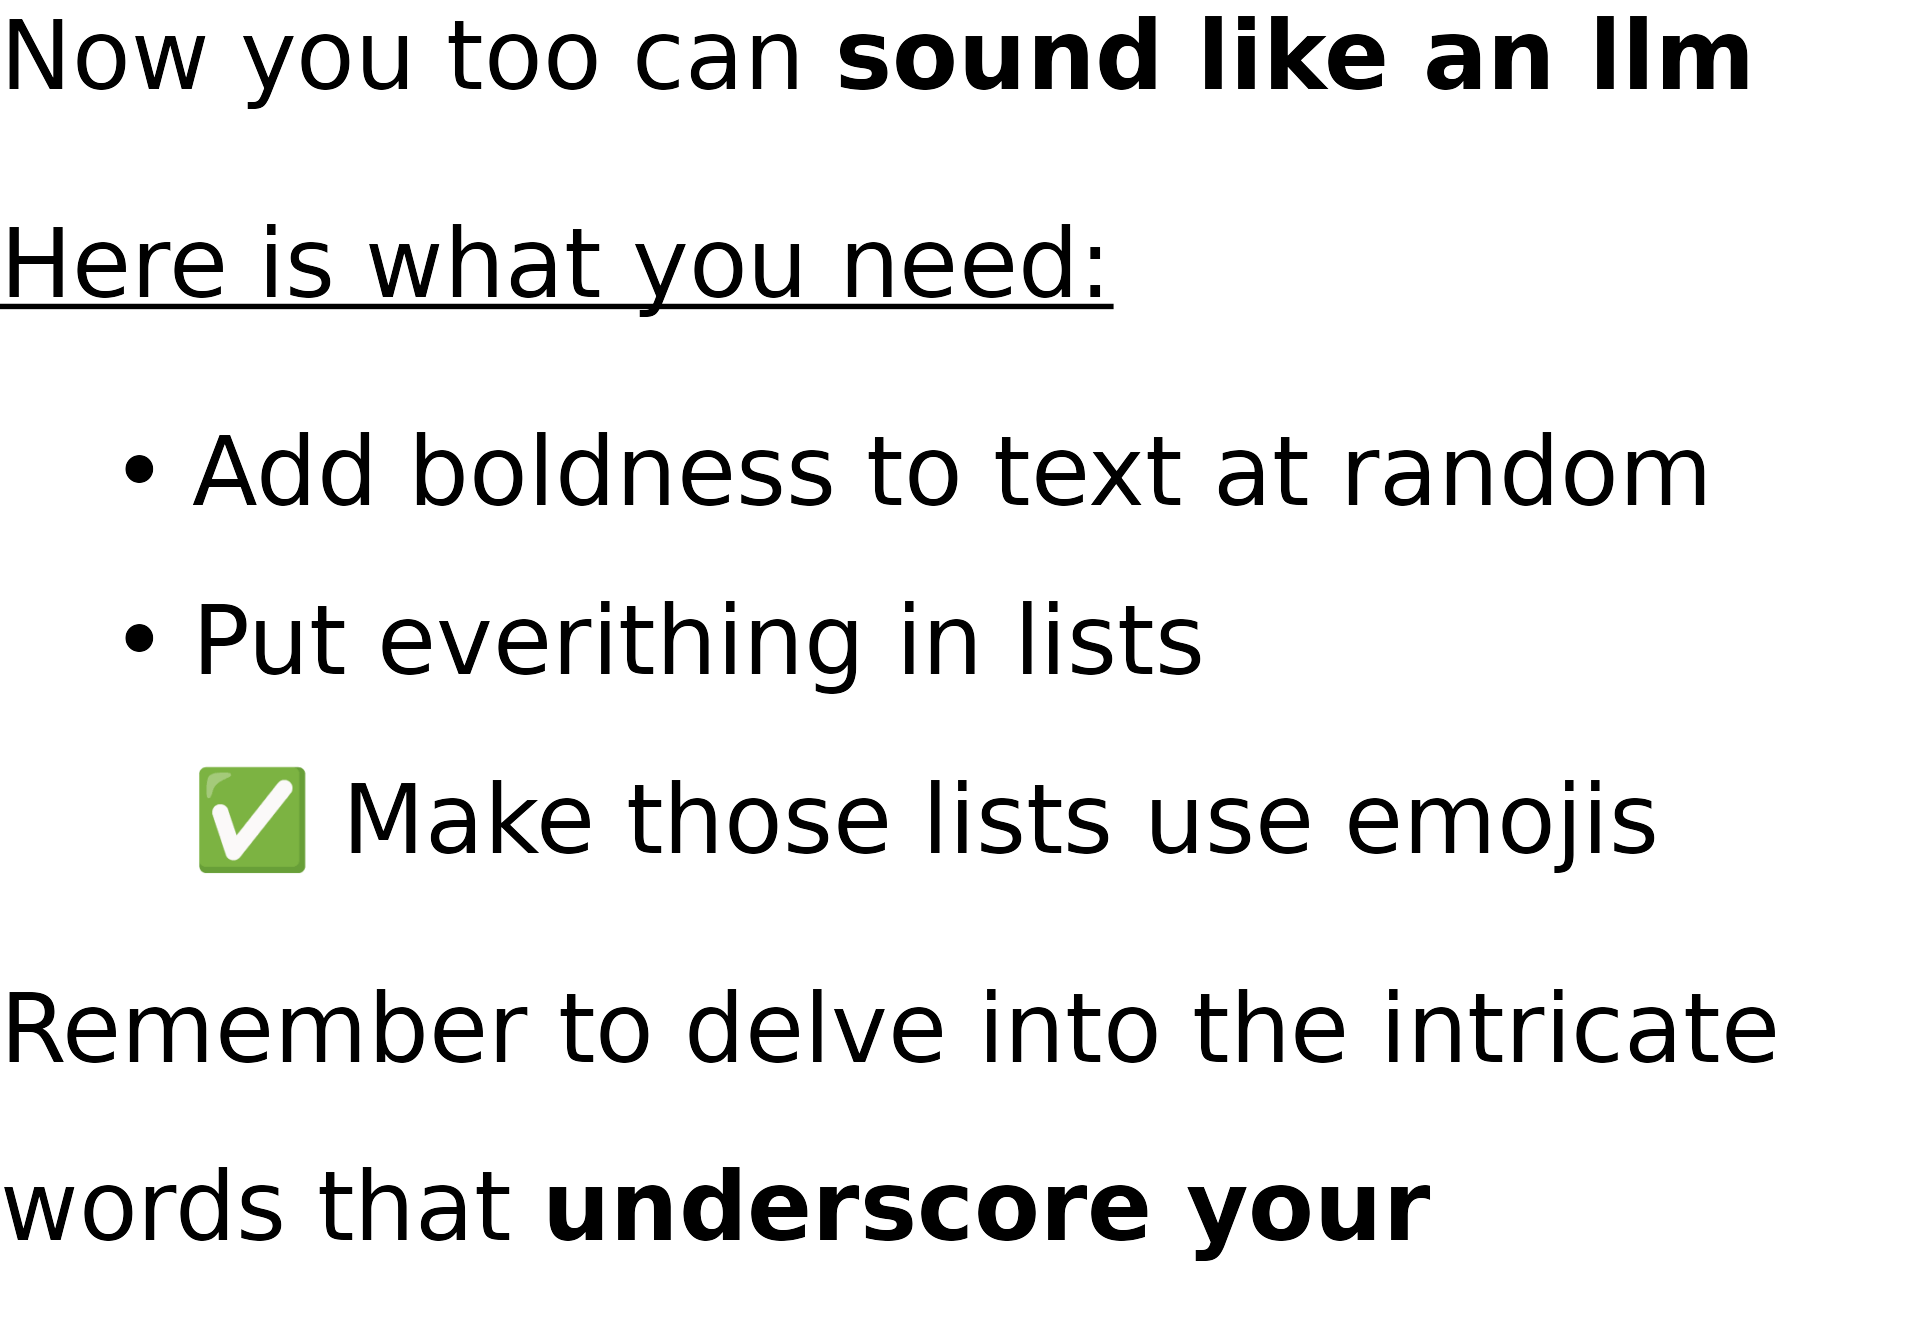 Now you too can sound like an llm
Here is what you need:
• Add boldness to text at random
• Put everithing in lists
✅ Make those lists use emojis
Remember to delve into the intricate
words that underscore your